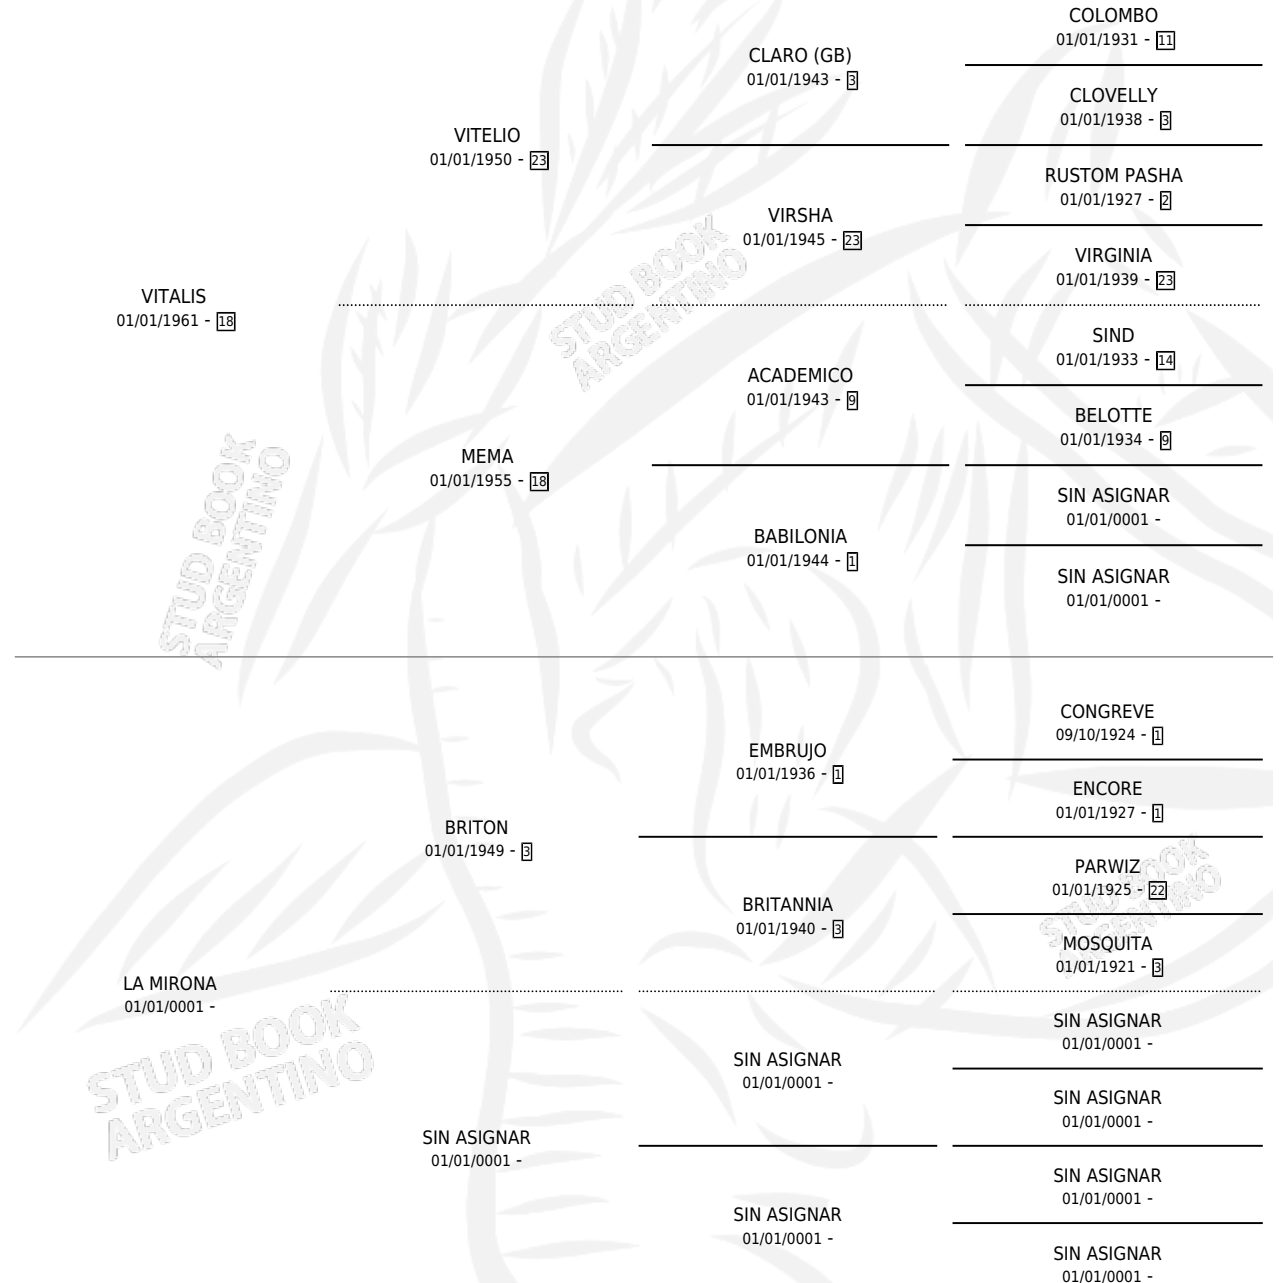 COLOMBO
01/01/1931 - 11
CLARO (GB)
01/01/1943 - 3
CLOVELLY
01/01/1938 - 3
VITELIO
01/01/1950 - 23
RUSTOM PASHA
01/01/1927 - 2
VIRSHA
01/01/1945 - 23
VIRGINIA
01/01/1939 - 23
VITALIS
01/01/1961 - 18
SIND
01/01/1933 - 14
ACADEMICO
01/01/1943 - 9
BELOTTE
01/01/1934 - 9
MEMA
01/01/1955 - 18
SIN ASIGNAR
01/01/0001 -
BABILONIA
01/01/1944 - 1
SIN ASIGNAR
01/01/0001 -
STUD BOOK
ARGENTINO
STUD BOOK
ARGENTINO
CONGREVE
09/10/1924 - 1
EMBRUJO
01/01/1936 - 1
ENCORE
01/01/1927 - 1
BRITON
01/01/1949 - 3
PARWIZ
01/01/1925 - 22
BRITANNIA
01/01/1940 - 3
MOSQUITA
01/01/1921 - 3
STUD BOOK
ARGENTINO
LA MIRONA
01/01/0001 -
SIN ASIGNAR
01/01/0001 -
SIN ASIGNAR
01/01/0001 -
SIN ASIGNAR
01/01/0001 -
SIN ASIGNAR
01/01/0001 -
SIN ASIGNAR
01/01/0001 -
SIN ASIGNAR
01/01/0001 -
SIN ASIGNAR
01/01/0001 -
STUD BOOK
ARGENTINO